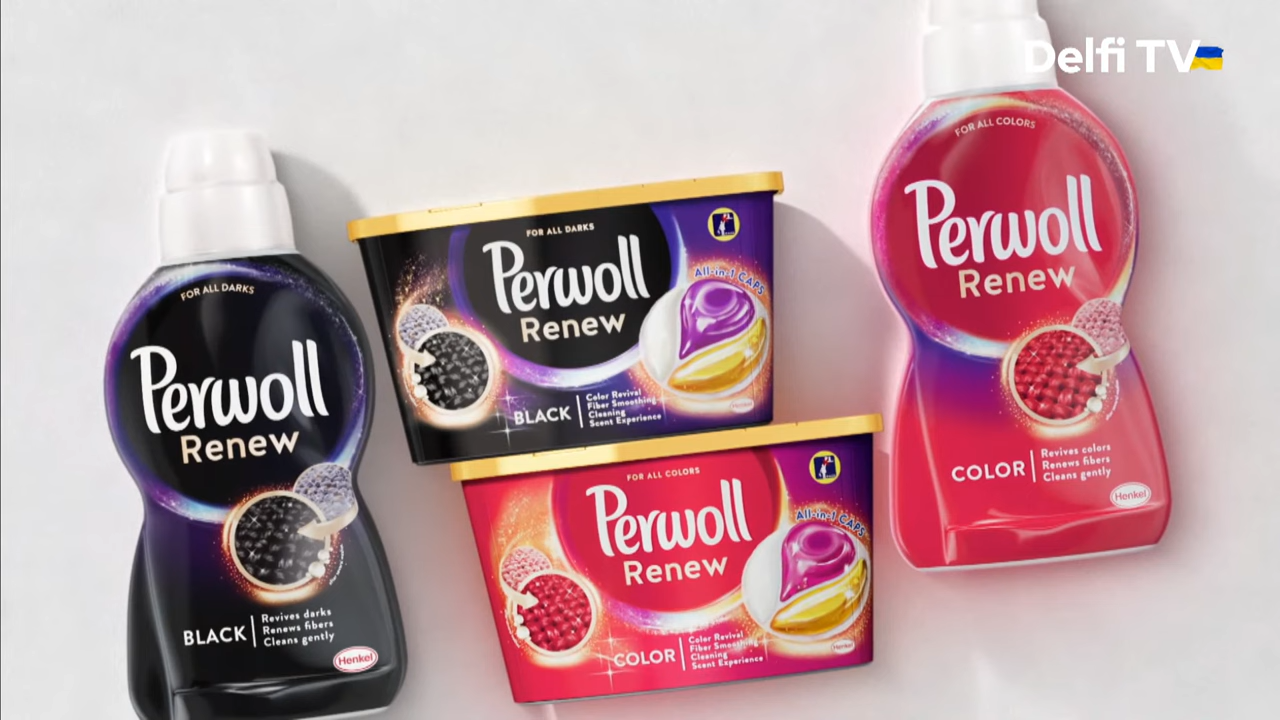 Delfi TV
FOR ALL DARKS
Perwoll
Renew
BLACK
Revives darks
Renews fibers
Cleans gently
Henkel
FOR ALL DARKS
Perwoll
Renew
All-in-1 CAPS
BLACK
Color Revival
Fiber Smoothing
Cleaning
Scent Experience
Henkel
FOR ALL COLORS
Perwoll
Renew
All-in-1 CAPS
COLOR
Color Revival
Fiber Smoothing
Cleaning
Scent Experience
Henkel
FOR ALL COLORS
Perwoll
Renew
COLOR
Revives colors
Renews fibers
Cleans gently
Henkel